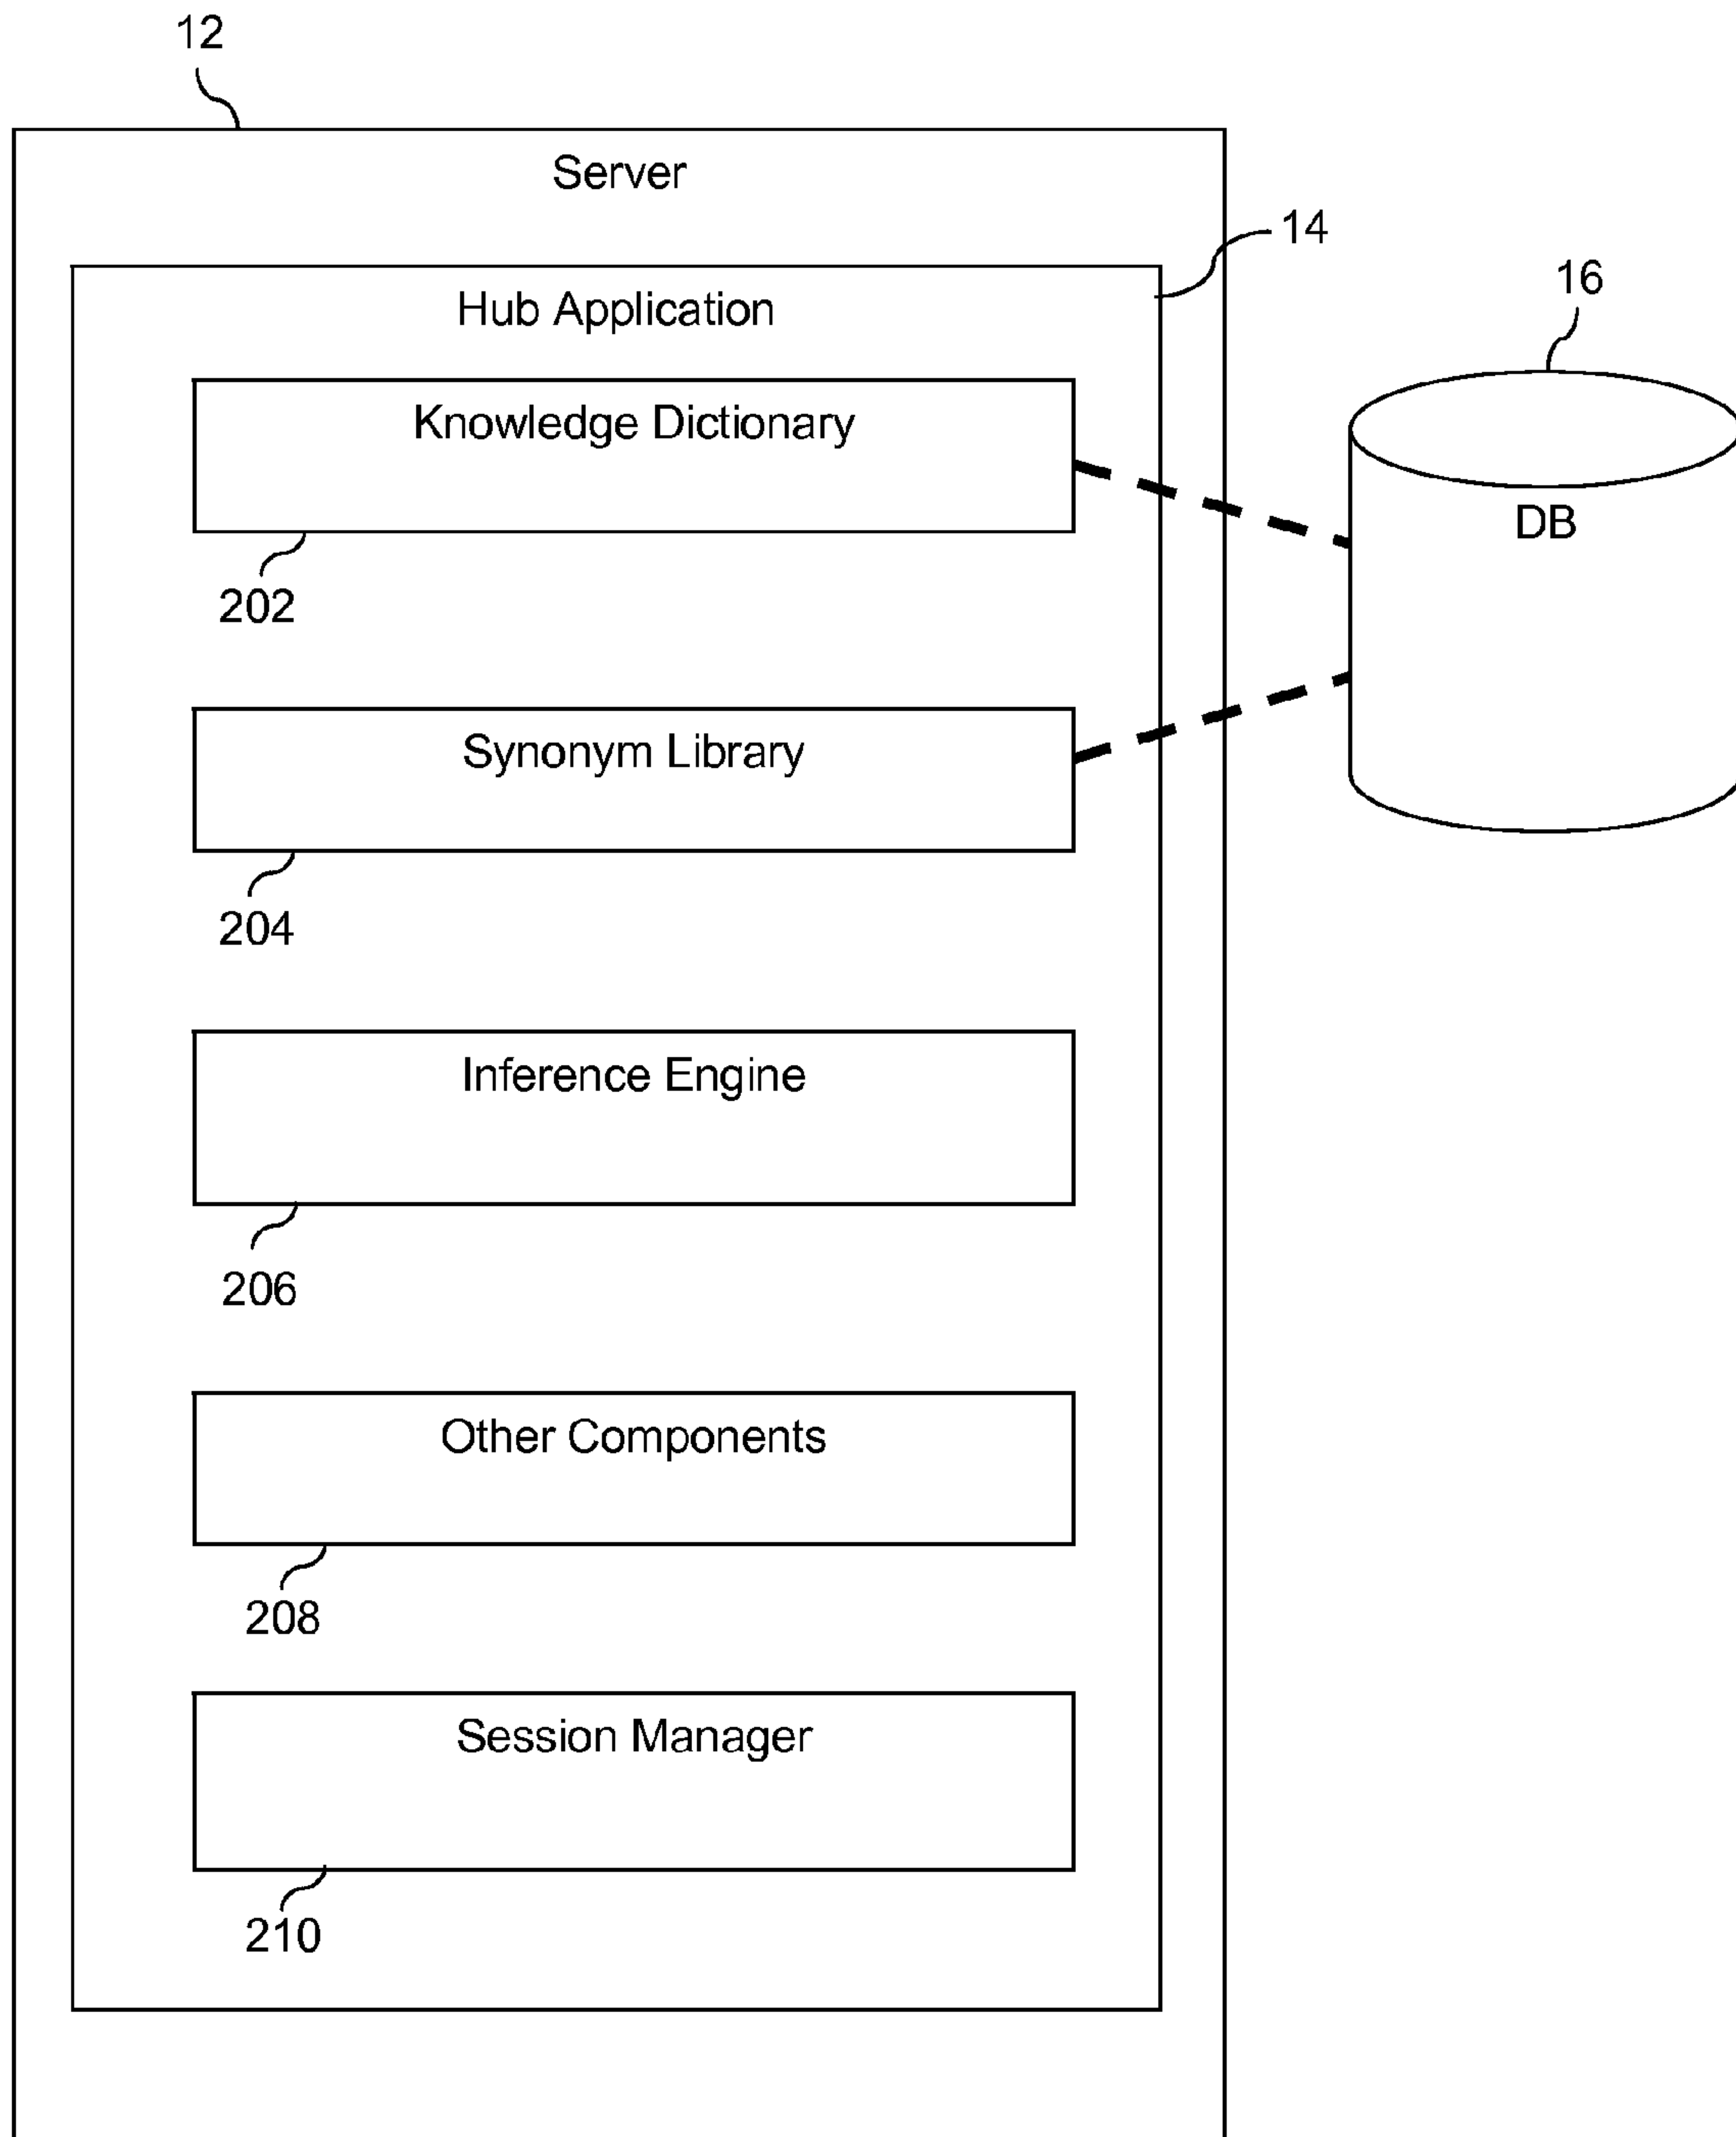 12
Server
14
Hub Application
16
Knowledge Dictionary
DB
202
Synonym Library
204
Inference Engine
206
Other Components
208
Session Manager
210